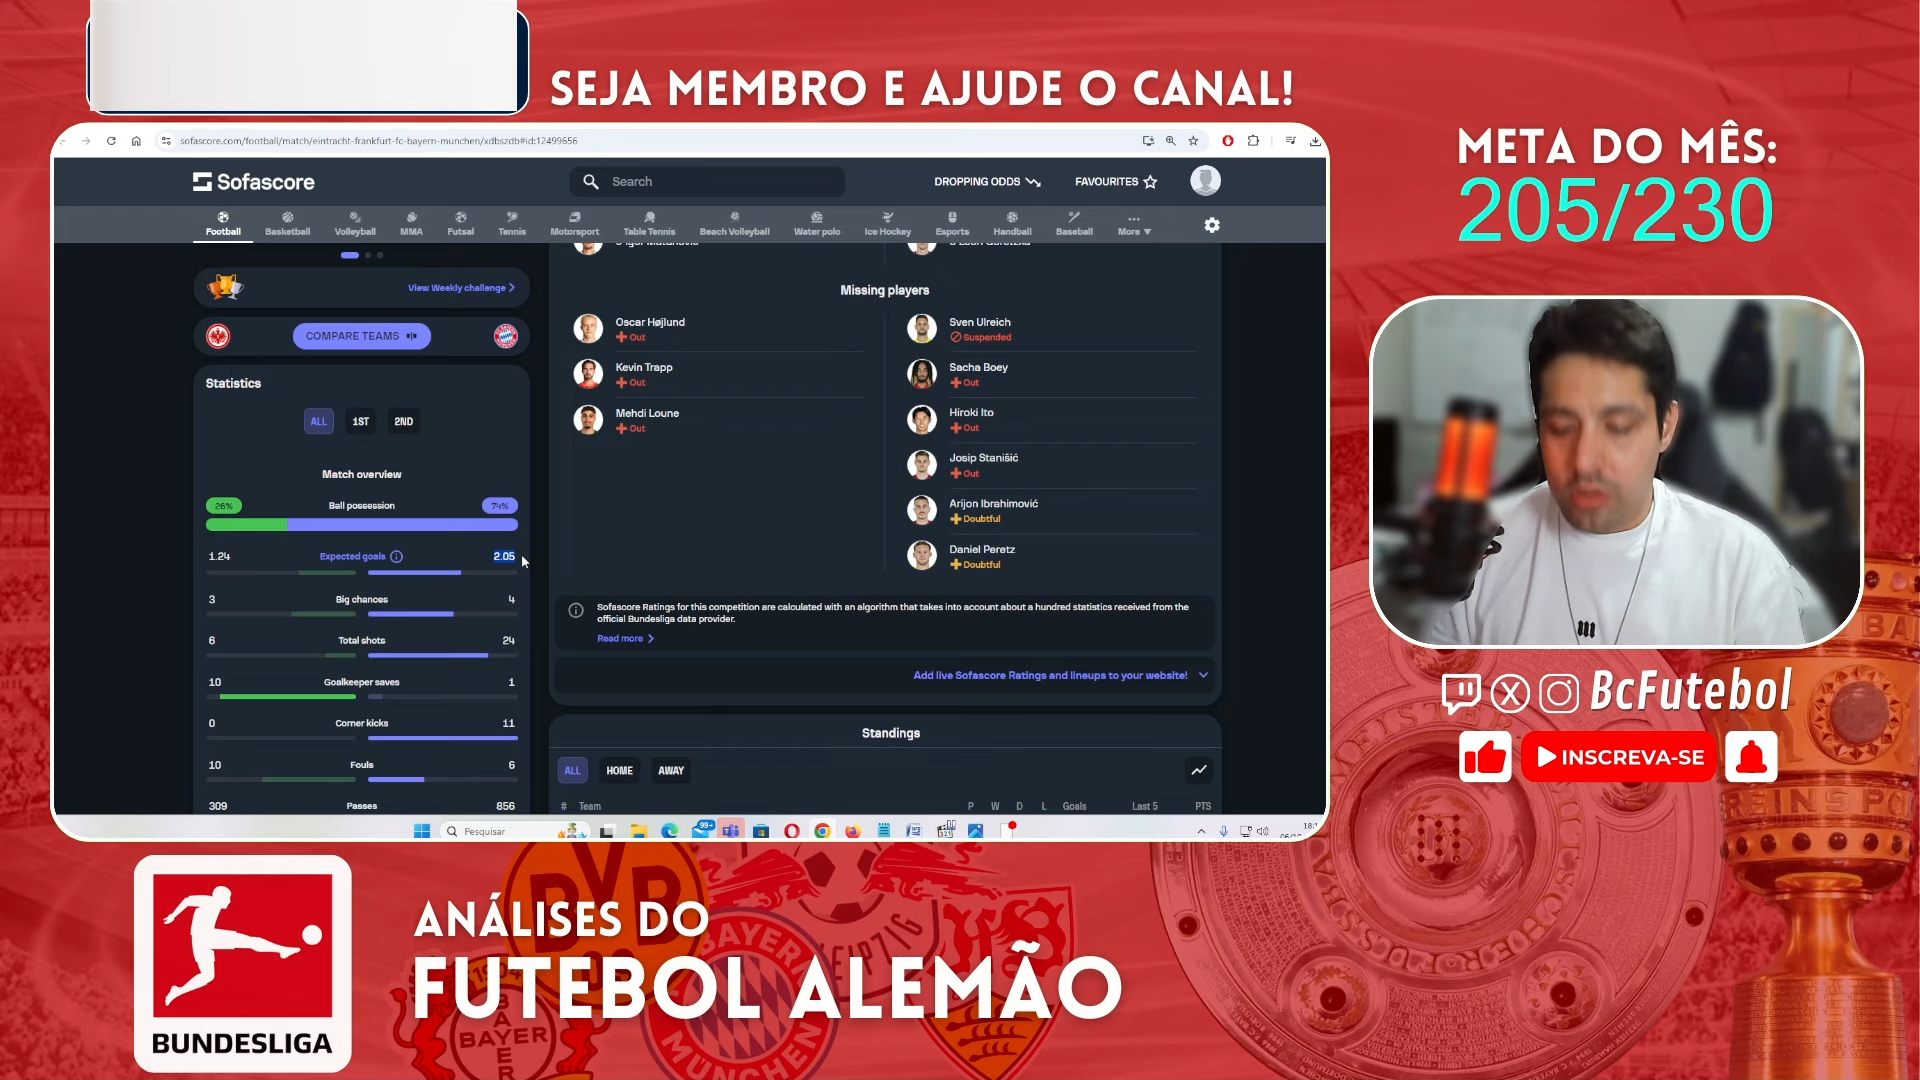 SEJA MEMBRO E AJUDE O CANAL!
META DO MÊS:
205/230
sofascore.com/football/match/eintracht-frankfurt-fc-bayern-munchen/xdbszdb#id:12499656
Sofascore
Search
DROPPING ODDS
FAVOURITES
Football
Basketball
Volleyball
MMA
Futsal
Tennis
Motorsport
Table Tennis
Beach Volleyball
Water polo
Ice Hockey
Esports
Handball
Baseball
More
View Weekly challenge
COMPARE TEAMS
Statistics
ALL 1ST 2ND
Match overview
26% Ball possession 74%
1.24 Expected goals 2.05
3 Big chances 4
6 Total shots 24
10 Goalkeeper saves 1
0 Corner kicks 11
10 Fouls 6
309 Passes 856
Missing players
Oscar Højlund
Out
Kevin Trapp
Out
Mehdi Loune
Out
Sven Ulreich
Suspended
Sacha Boey
Out
Hiroki Ito
Out
Josip Stanišić
Out
Arijon Ibrahimović
Doubtful
Daniel Peretz
Doubtful
Sofascore Ratings for this competition are calculated with an algorithm that takes into account about a hundred statistics received from the
official Bundesliga data provider.
Read more
Add live Sofascore Ratings and lineups to your website!
Standings
ALL HOME AWAY
# Team P W D L Goals Last 5 PTS
Pesquisar
99+
BcFutebol
INSCREVA-SE
BUNDESLIGA
ANÁLISES DO
FUTEBOL ALEMÃO
BVB
LEIPZIG
BAYER
BAYERN
MÜNCHEN